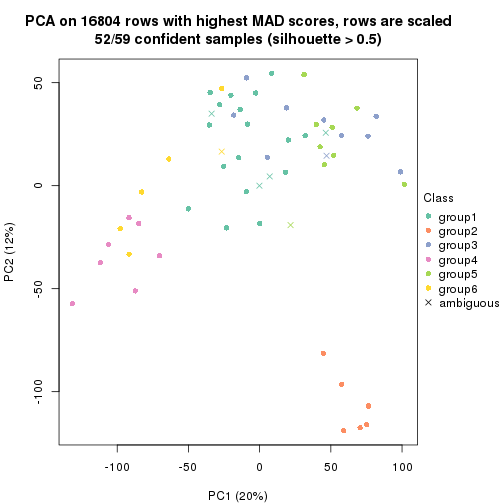 PCA on 16804 rows with highest MAD scores, rows are scaled
52/59 confident samples (silhouette > 0.5)
50
0
-50
-100
PC2 (12%)
-100
-50
0
50
100
PC1 (20%)
Class
group1
group2
group3
group4
group5
group6
ambiguous